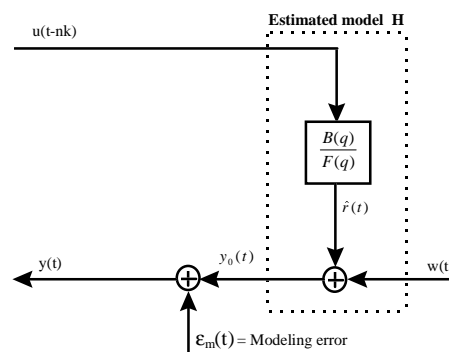 Estimated model H
u(t-nk)
B(q)
F(q)
r̂(t)
y(t)
y₀(t)
w(t
εₘ(t) = Modeling error